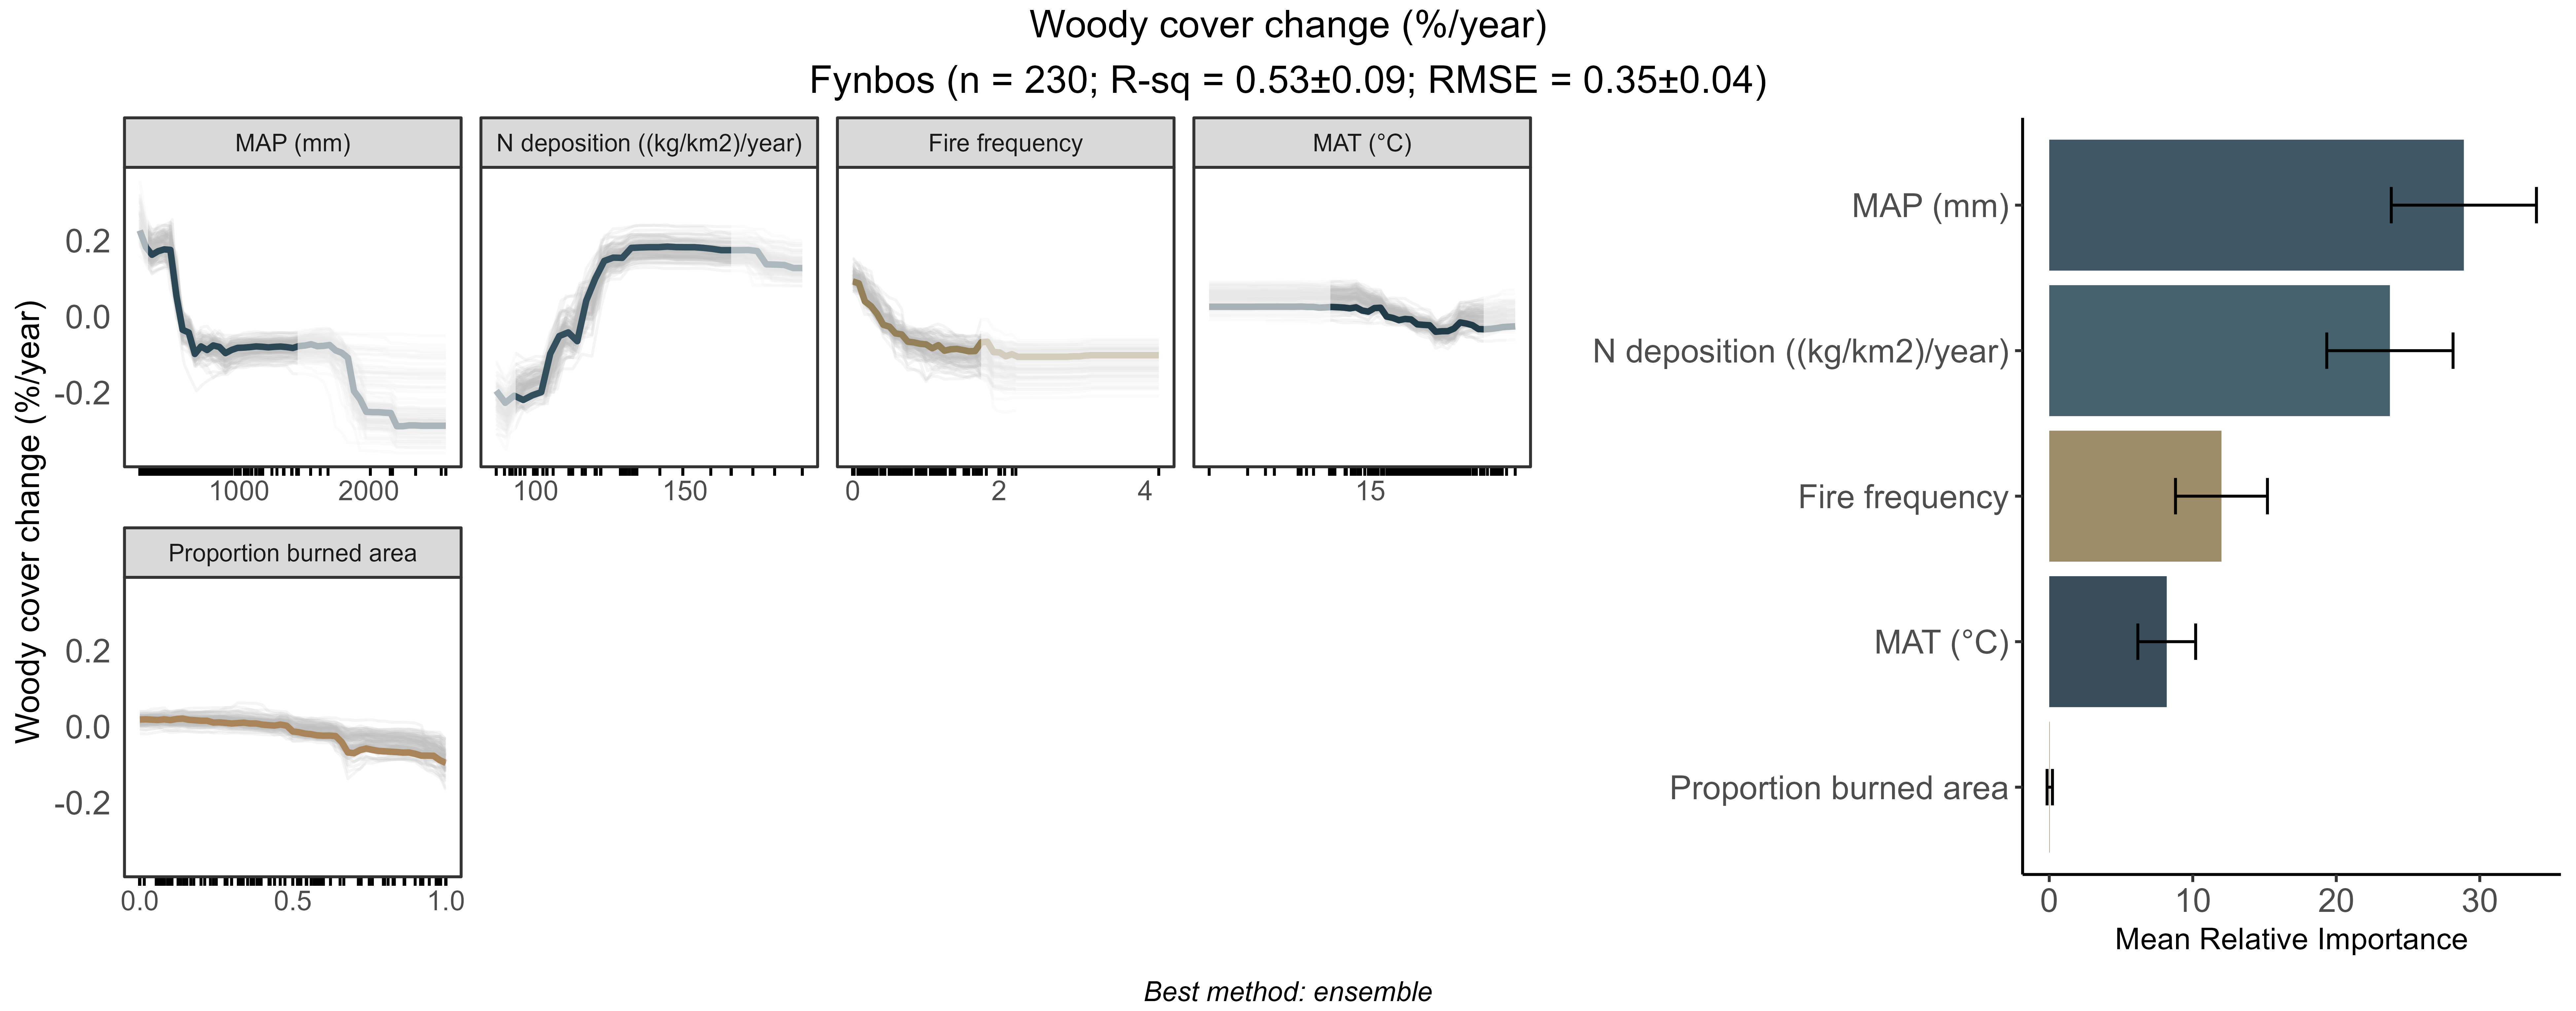 Woody cover change (%/year)
Fynbos (n = 230; R-sq = 0.53±0.09; RMSE = 0.35±0.04)
Woody cover change (%/year)
MAP (mm)
0.2
0.0
-0.2
1000 2000
N deposition ((kg/km2)/year)
100 150
Fire frequency
0 2 4
MAT (°C)
15
Proportion burned area
0.2
0.0
-0.2
0.0 0.5 1.0
MAP (mm)
N deposition ((kg/km2)/year)
Fire frequency
MAT (°C)
Proportion burned area
0 10 20 30
Mean Relative Importance
Best method: ensemble